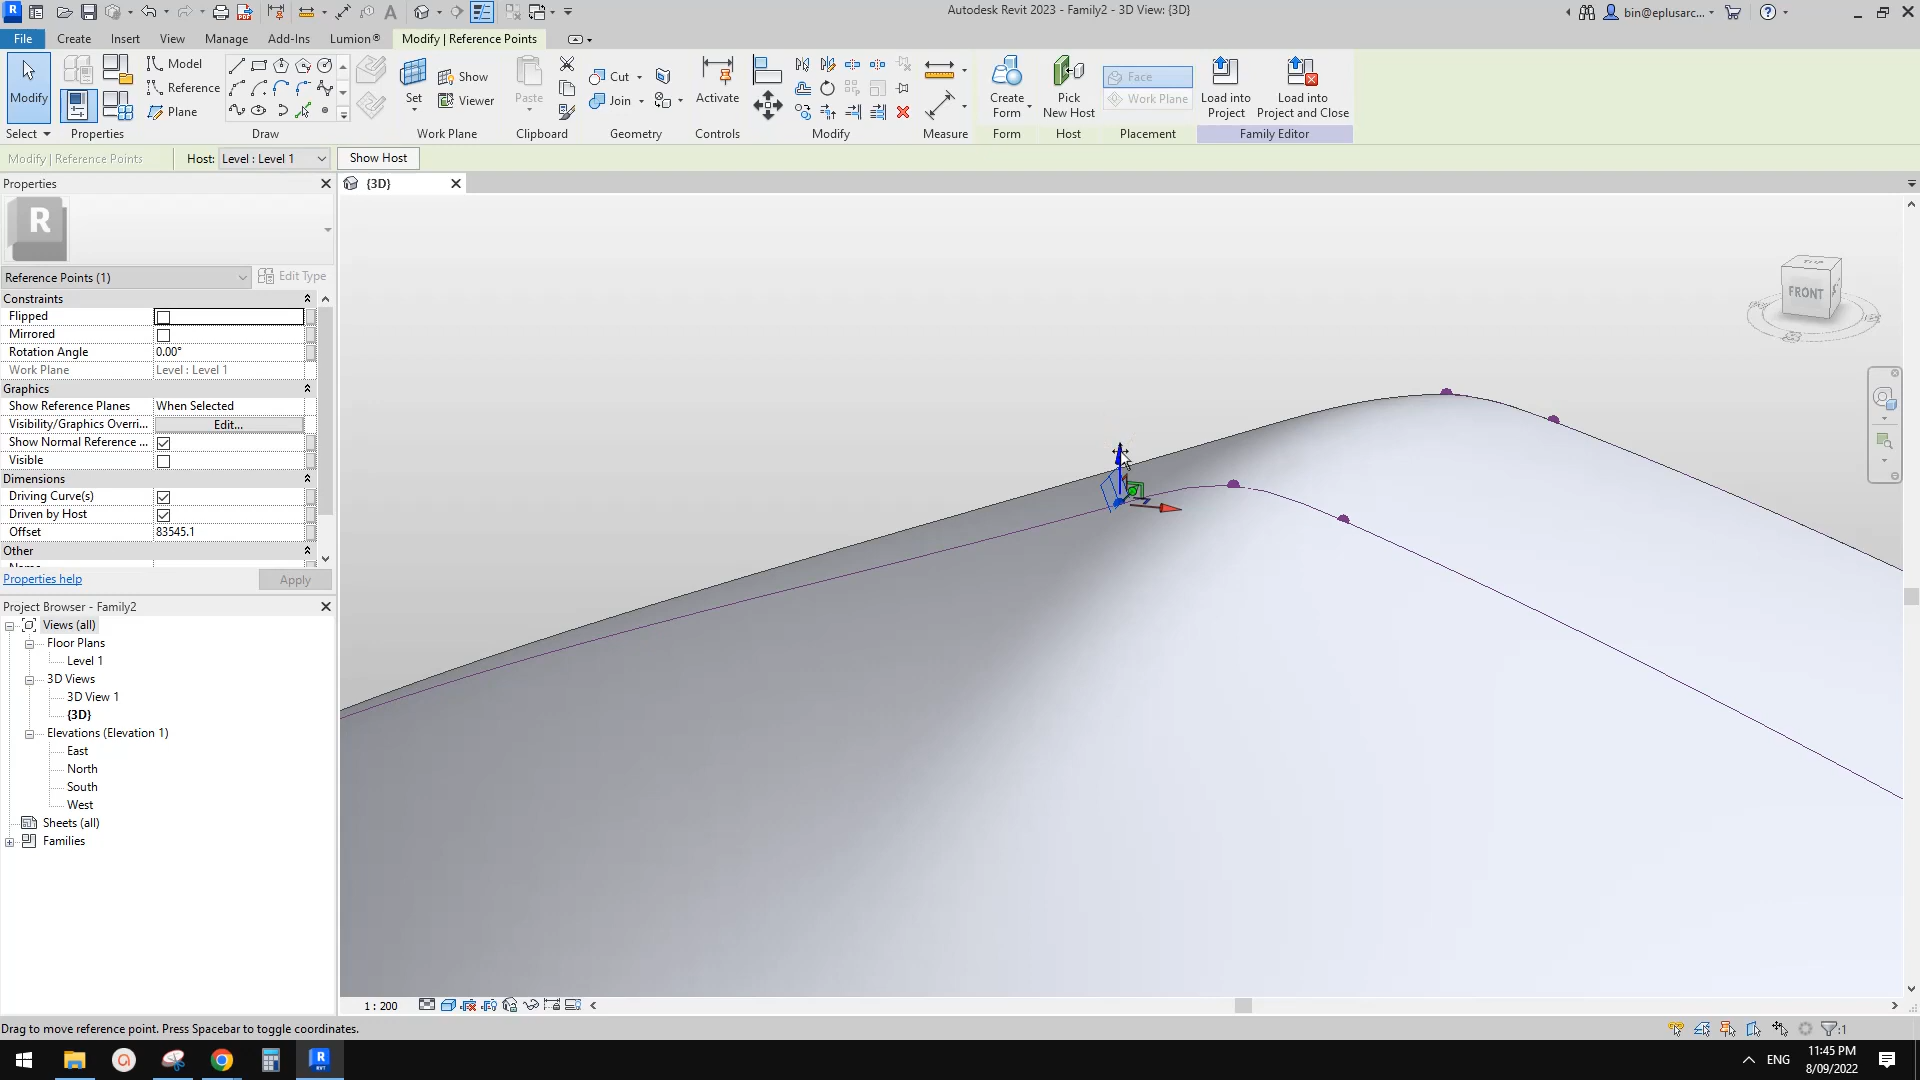 Autodesk Revit 2023 - Family2 - 3D View: {3D}
bin@eplusarc...
File Create Insert View Manage Add-Ins Lumion® Modify | Reference Points
Modify
Model
Reference
Plane
Set
Show
Viewer
Paste
Cut
Join
Activate
Create Form
Pick New Host
Face
Work Plane
Load into Project
Load into Project and Close
Select Properties Draw Work Plane Clipboard Geometry Controls Modify Measure Form Host Placement Family Editor
Modify | Reference Points Host: Level : Level 1 Show Host
Properties
{3D}
R
Reference Points (1) Edit Type
Constraints
Flipped
Mirrored
Rotation Angle 0.00°
Work Plane Level : Level 1
Graphics
Show Reference Planes When Selected
Visibility/Graphics Overri... Edit...
Show Normal Reference ...
Visible
Dimensions
Driving Curve(s)
Driven by Host
Offset 83545.1
Other
Properties help Apply
Project Browser - Family2
Views (all)
Floor Plans
Level 1
3D Views
3D View 1
{3D}
Elevations (Elevation 1)
East
North
South
West
Sheets (all)
Families
TOP
FRONT
1 : 200
Drag to move reference point. Press Spacebar to toggle coordinates.
:1
ENG
11:45 PM
8/09/2022